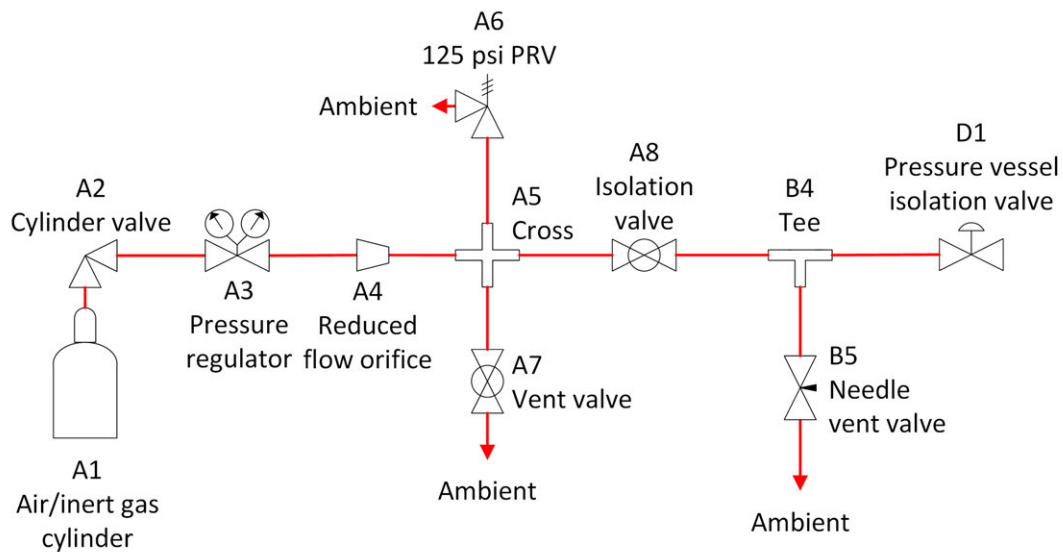 A6
125 psi PRV
Ambient
A2
Cylinder valve
A3
Pressure
regulator
A4
Reduced
flow orifice
A5
Cross
A8
Isolation
valve
B4
Tee
D1
Pressure vessel
isolation valve
A7
Vent valve
Ambient
B5
Needle
vent valve
Ambient
A1
Air/inert gas
cylinder